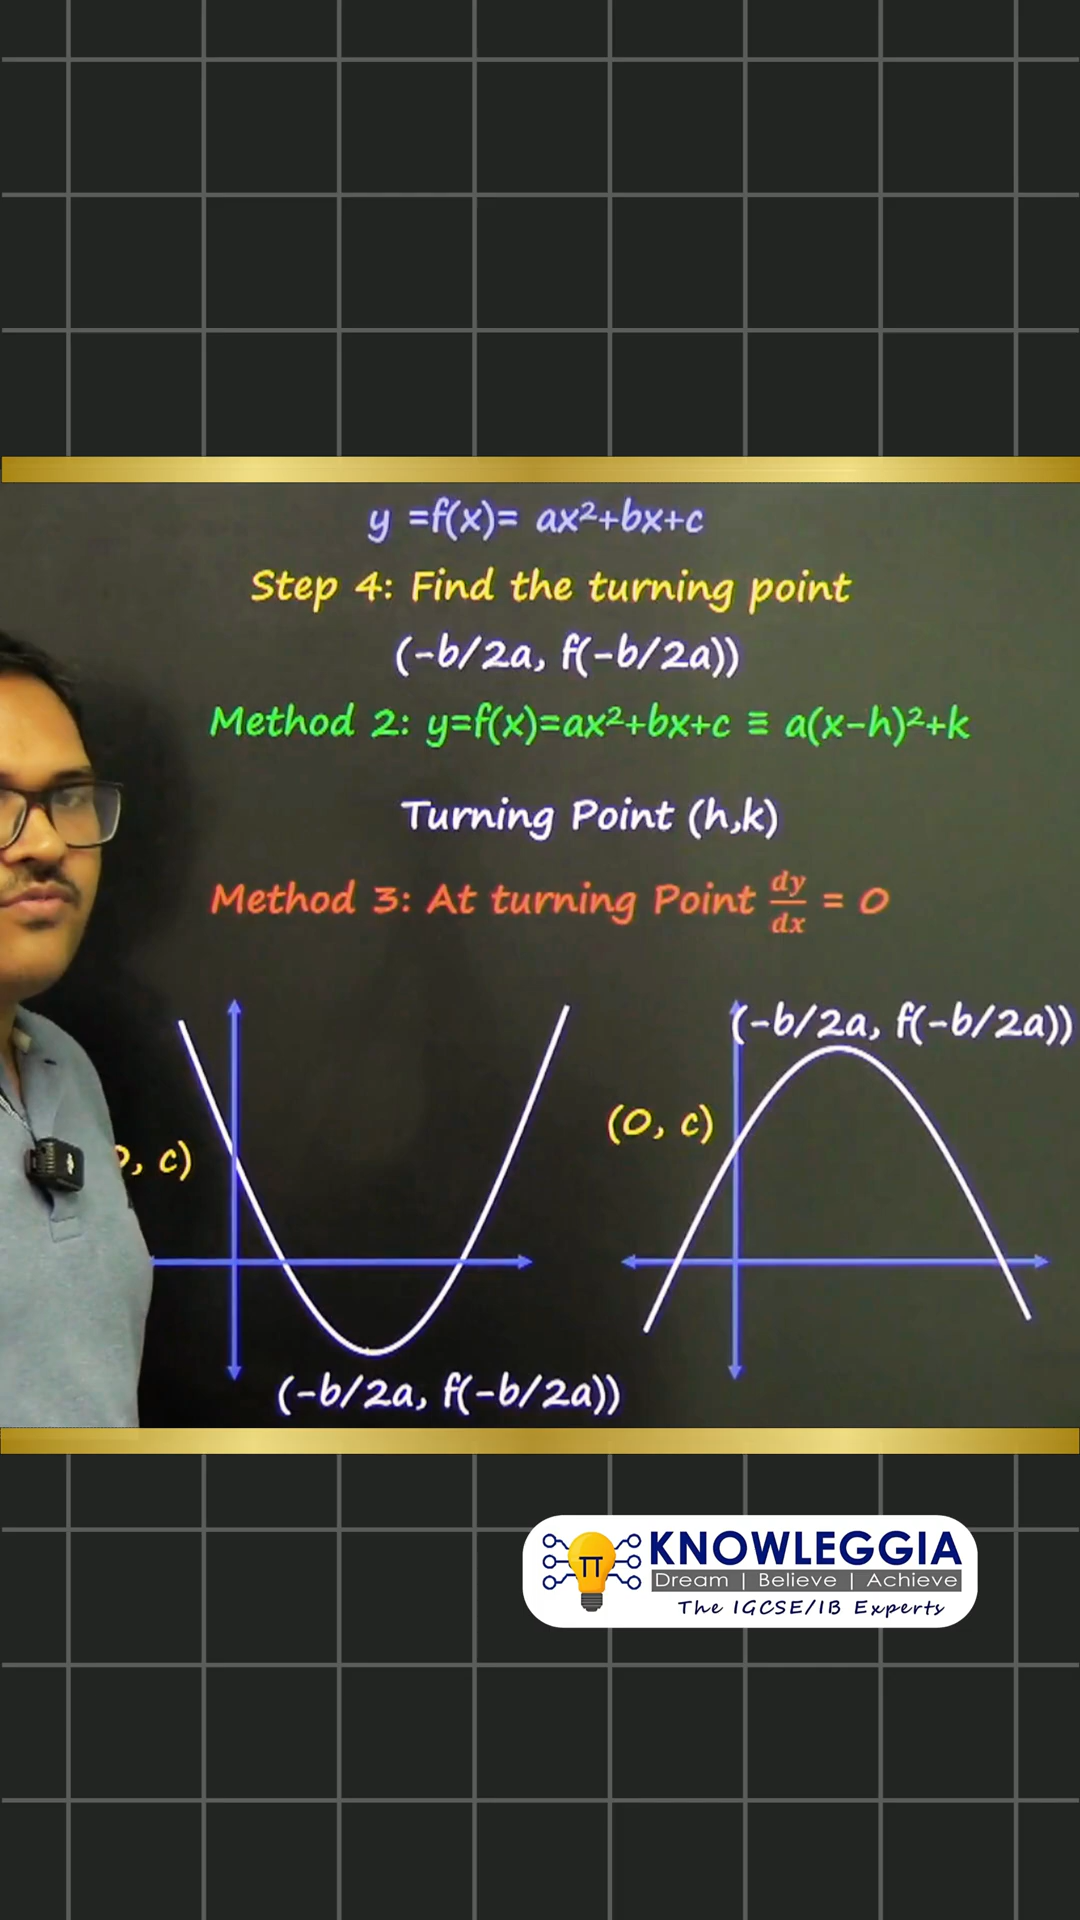 y =f(x)= ax²+bx+c
Step 4: Find the turning point
(-b/2a, f(-b/2a))
Method 2: y=f(x)=ax²+bx+c ≡ a(x-h)²+k
Turning Point (h,k)
Method 3: At turning Point dy/dx = 0
(-b/2a, f(-b/2a))
(0, c)
, c)
(-b/2a, f(-b/2a))
π
KNOWLEGGIA
Dream | Believe | Achieve
The IGCSE/IB Experts